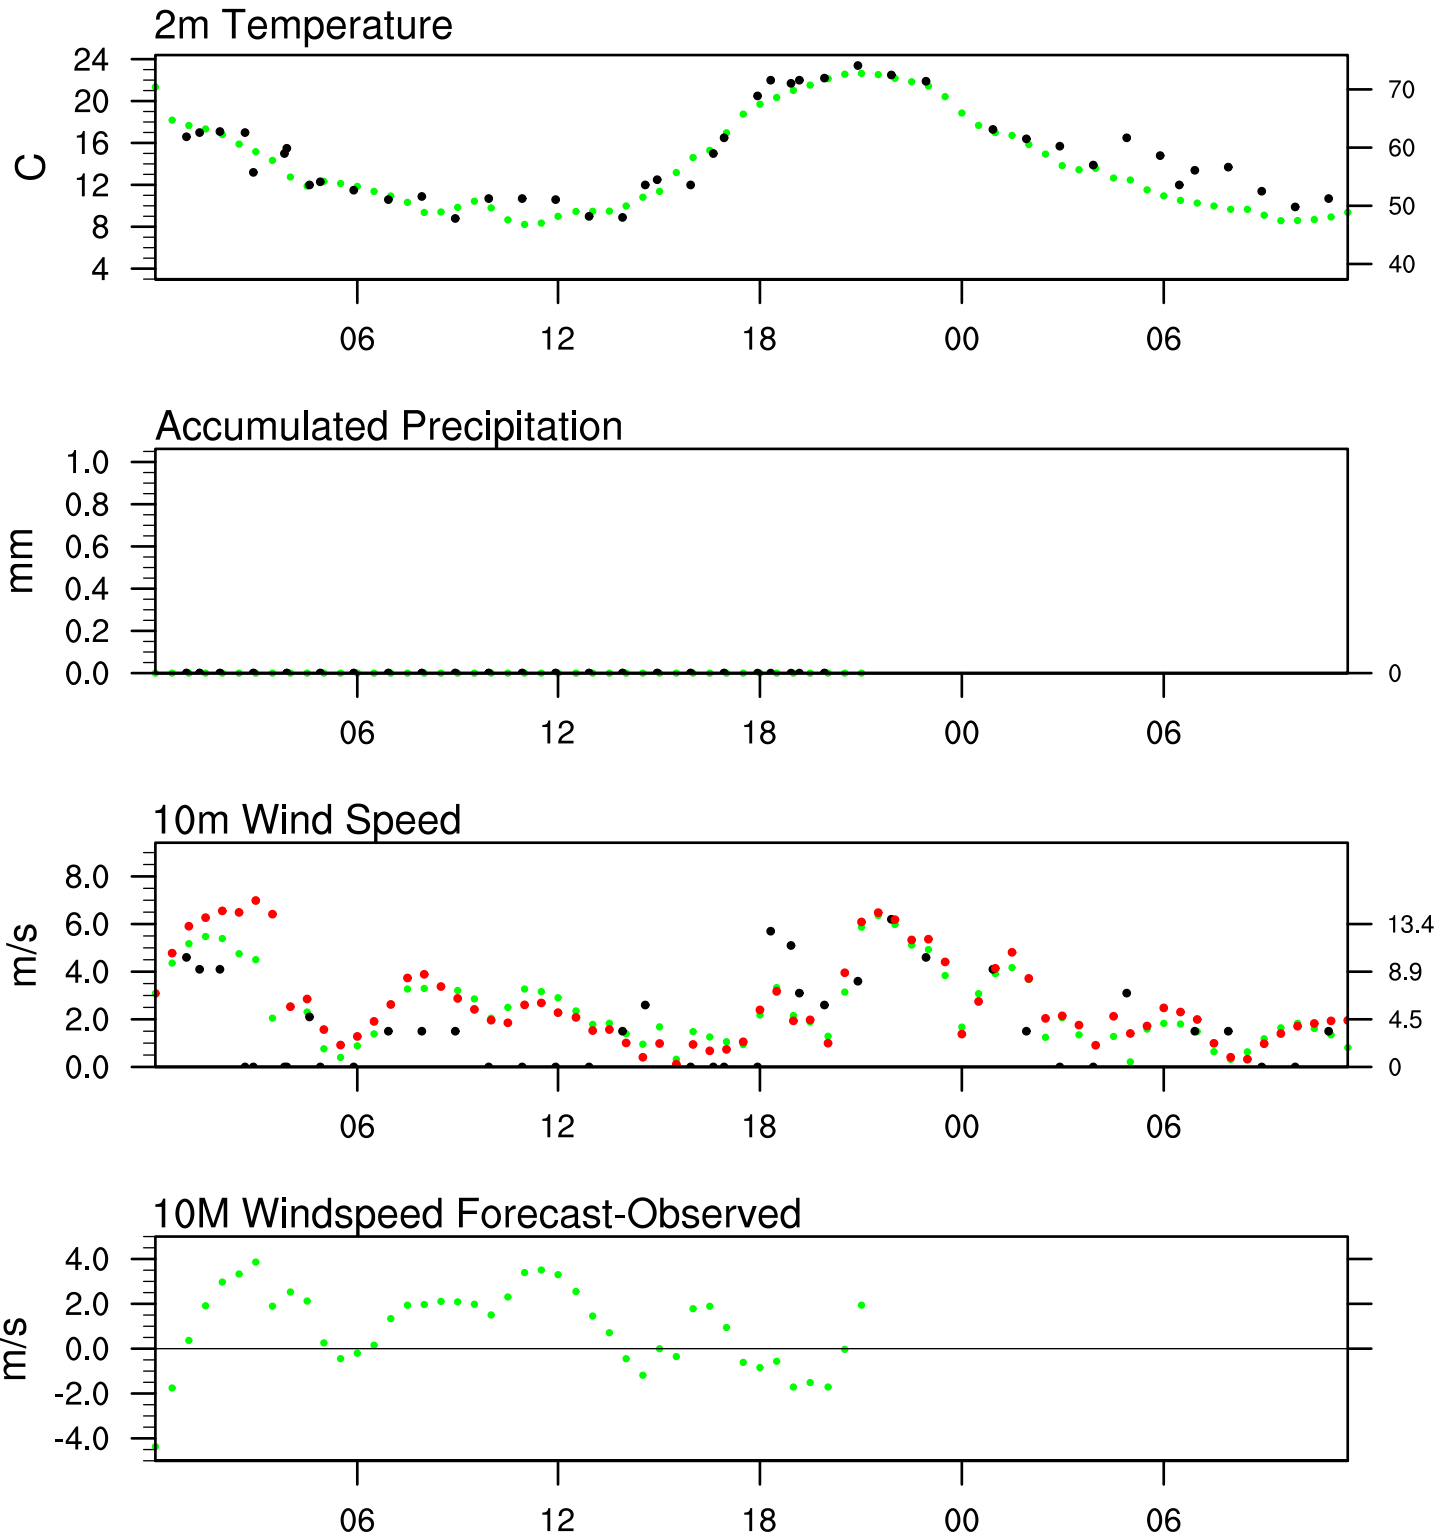 2m Temperature
24
20
16
12
8
4
C
70
60
50
40
06 12 18 00 06
Accumulated Precipitation
1.0
0.8
0.6
0.4
0.2
0.0
mm
0
06 12 18 00 06
10m Wind Speed
8.0
6.0
4.0
2.0
0.0
m/s
13.4
8.9
4.5
0
06 12 18 00 06
10M Windspeed Forecast-Observed
4.0
2.0
0.0
-2.0
-4.0
m/s
06 12 18 00 06